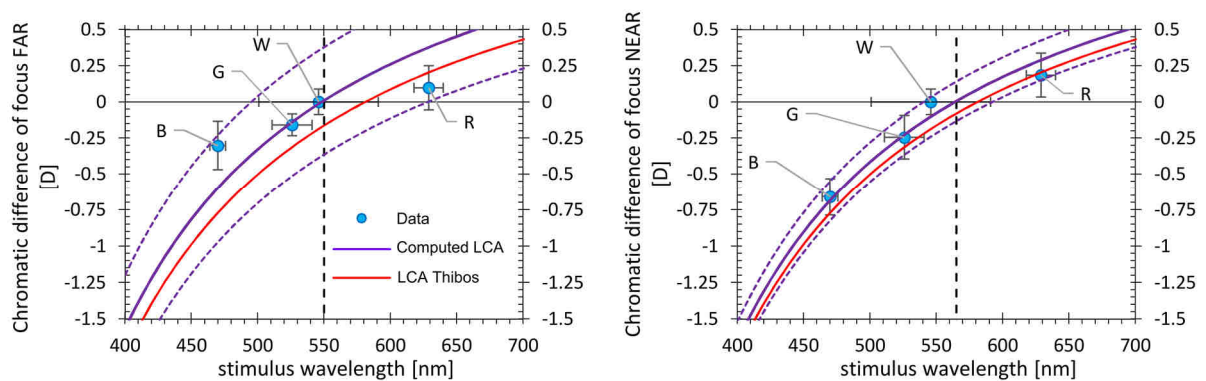 Chromatic difference of focus FAR
[D]
0.5
0.25
0
-0.25
-0.5
-0.75
-1
-1.25
-1.5
W
G
B
R
Data
Computed LCA
LCA Thibos
0.5
0.25
0
-0.25
-0.5
-0.75
-1
-1.25
-1.5
400 450 500 550 600 650 700
stimulus wavelength [nm]
Chromatic difference of focus NEAR
[D]
0.5
0.25
0
-0.25
-0.5
-0.75
-1
-1.25
-1.5
W
G
B
R
0.5
0.25
0
-0.25
-0.5
-0.75
-1
-1.25
-1.5
400 450 500 550 600 650 700
stimulus wavelength [nm]